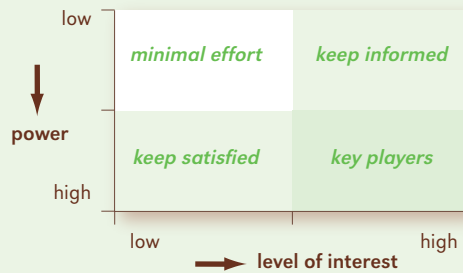 low
minimal effort keep informed
power
keep satisfied key players
high
low high
level of interest